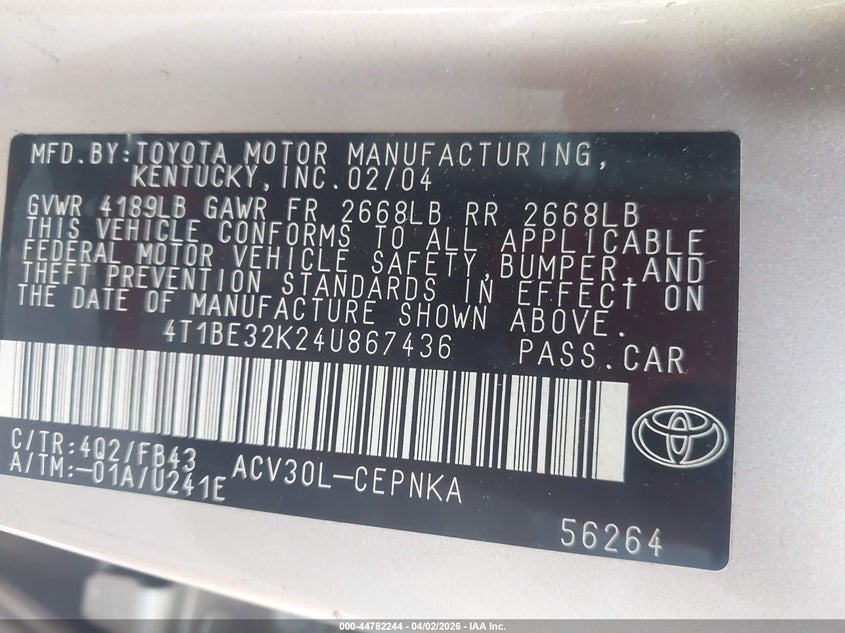 MFD.BY:TOYOTA MOTOR MANUFACTURING,
KENTUCKY,INC.02/04
GVWR 4189LB GAWR FR 2668LB RR 2668LB
THIS VEHICLE CONFORMS TO ALL APPLICABLE
FEDERAL MOTOR VEHICLE SAFETY,BUMPER,AND
THEFT PREVENTION STANDARDS IN EFFECT ON
THE DATE OF MANUFACTURE SHOWN ABOVE.
4T1BE32K24U867436 PASS.CAR
C/TR:4Q2/FB43
A/TM:-01A/U241E
ACV30L-CEPNKA
56264
000-44782244 - 04/02/2026 - IAA Inc.